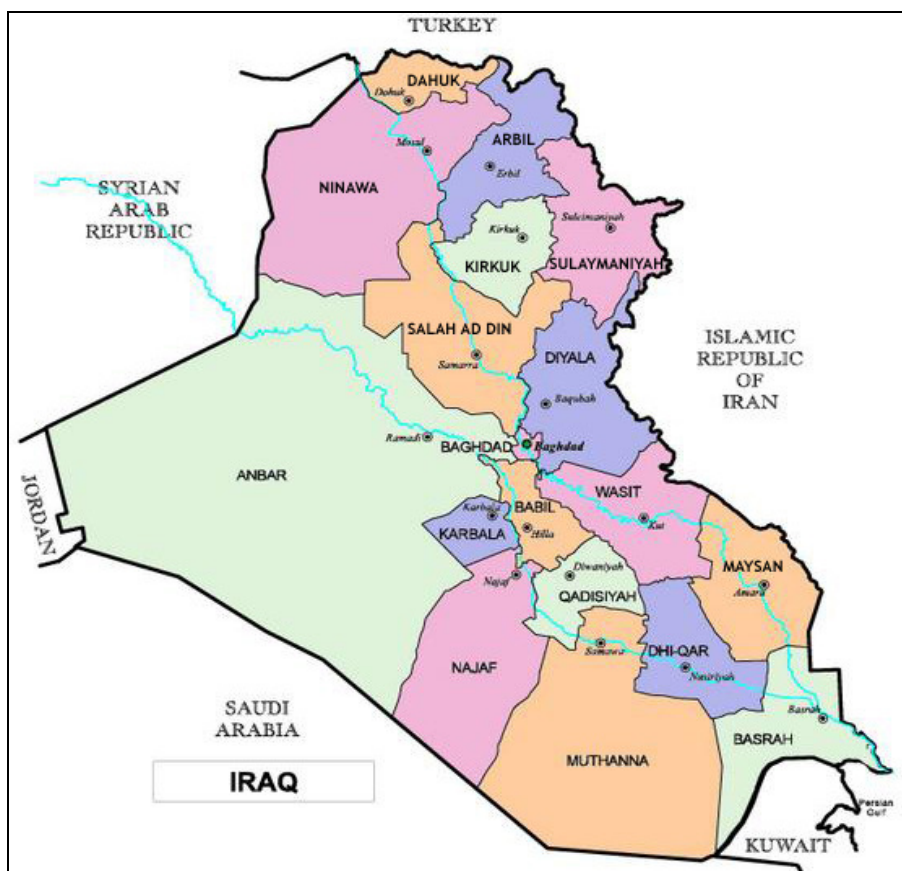 TURKEY
DAHUK
Dohuk
ARBIL
Mosul
Erbil
NINAWA
SYRIAN
ARAB
REPUBLIC
Suleimaniyah
Kirkuk
KIRKUK
SULAYMANIYAH
SALAH AD DIN
Samarra
DIYALA
ISLAMIC
REPUBLIC
OF
IRAN
Baqubah
Ramadi
BAGHDAD
Baghdad
ANBAR
JORDAN
WASIT
Karbala
BABIL
Kut
KARBALA
Hilla
MAYSAN
Najaf
Diwaniyah
Amara
QADISIYAH
Samawa
DHI-QAR
NAJAF
Nasiriyah
SAUDI
ARABIA
Basrah
BASRAH
MUTHANNA
IRAQ
Persian
Gulf
KUWAIT